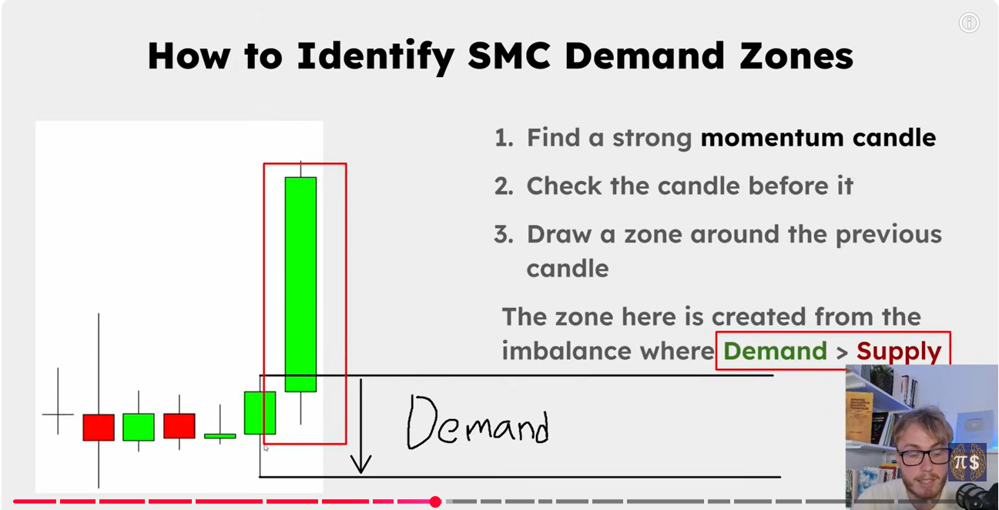 How to Identify SMC Demand Zones
1. Find a strong momentum candle
2. Check the candle before it
3. Draw a zone around the previous
candle
The zone here is created from the
imbalance where Demand > Supply
Demand
π$